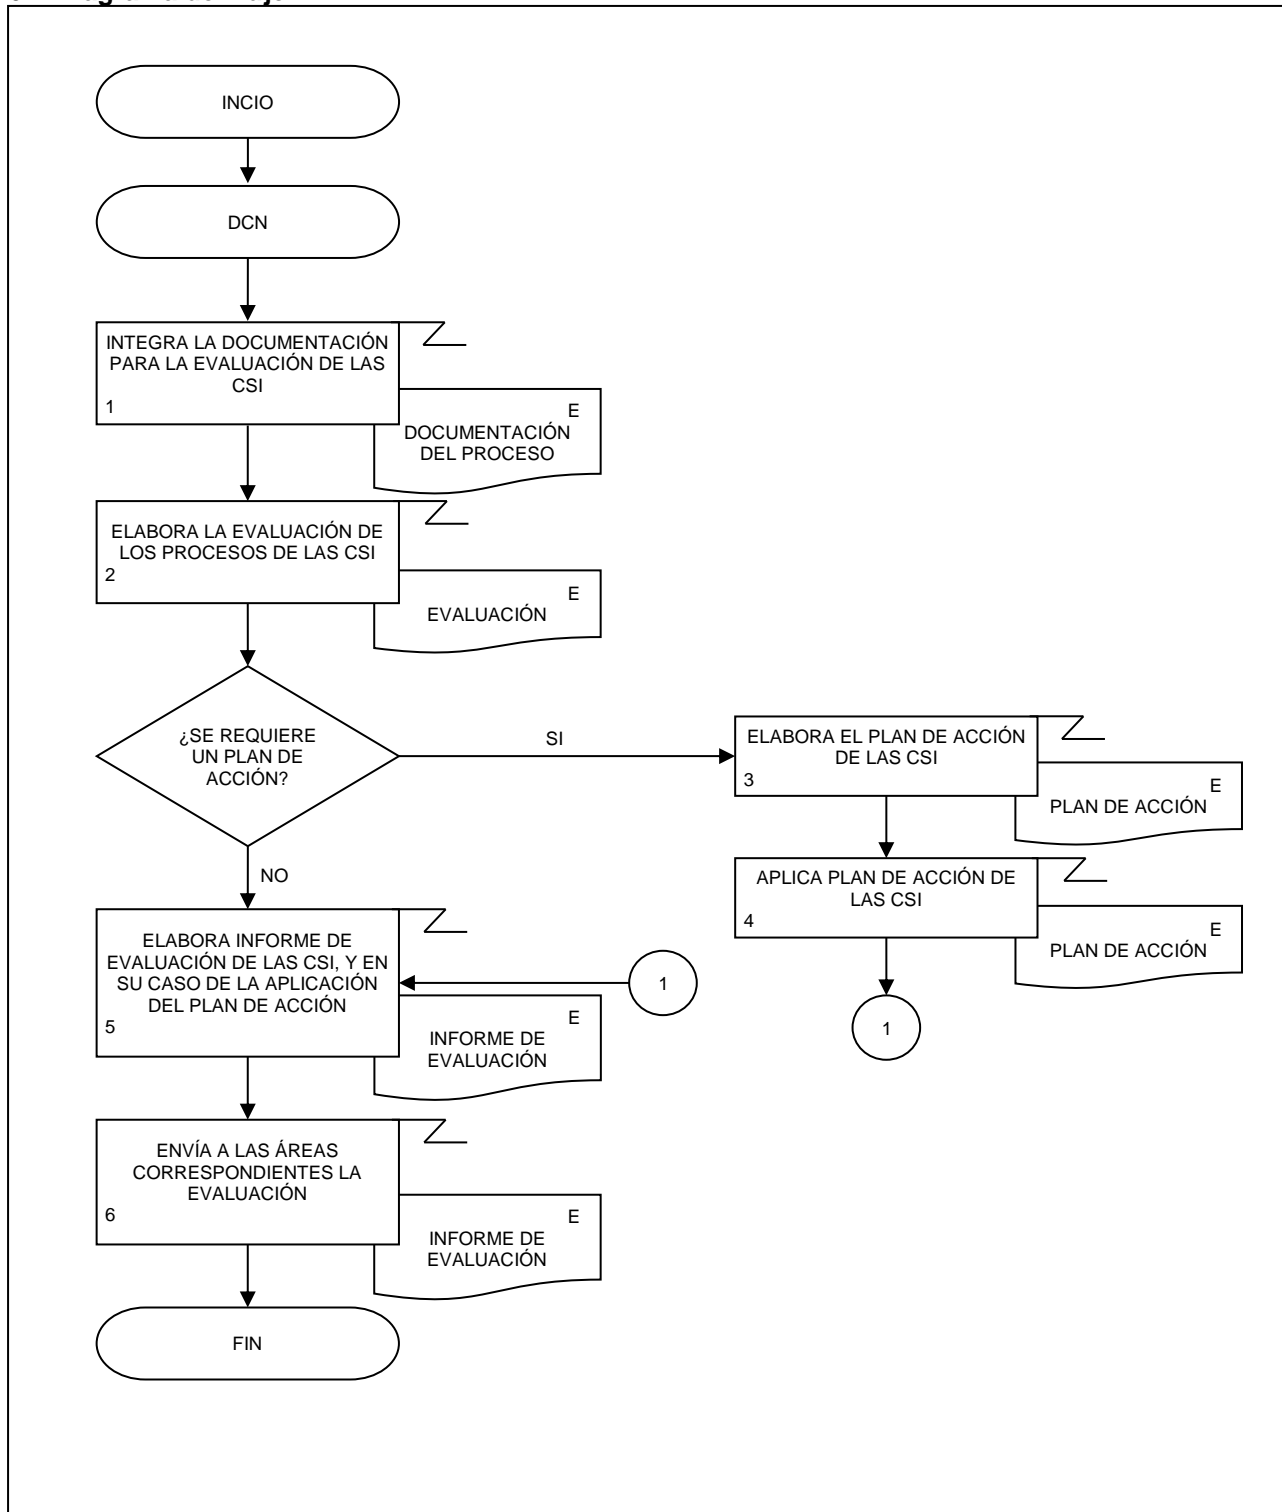 INCIO
DCN
INTEGRA LA DOCUMENTACIÓN
PARA LA EVALUACIÓN DE LAS
CSI
1
E
DOCUMENTACIÓN
DEL PROCESO
ELABORA LA EVALUACIÓN DE
LOS PROCESOS DE LAS CSI
2
E
EVALUACIÓN
¿SE REQUIERE
UN PLAN DE
ACCIÓN?
SI
ELABORA EL PLAN DE ACCIÓN
DE LAS CSI
3
E
PLAN DE ACCIÓN
APLICA PLAN DE ACCIÓN DE
LAS CSI
4
E
PLAN DE ACCIÓN
1
NO
ELABORA INFORME DE
EVALUACIÓN DE LAS CSI, Y EN
SU CASO DE LA APLICACIÓN
DEL PLAN DE ACCIÓN
5
1
E
INFORME DE
EVALUACIÓN
ENVÍA A LAS ÁREAS
CORRESPONDIENTES LA
EVALUACIÓN
6
E
INFORME DE
EVALUACIÓN
FIN